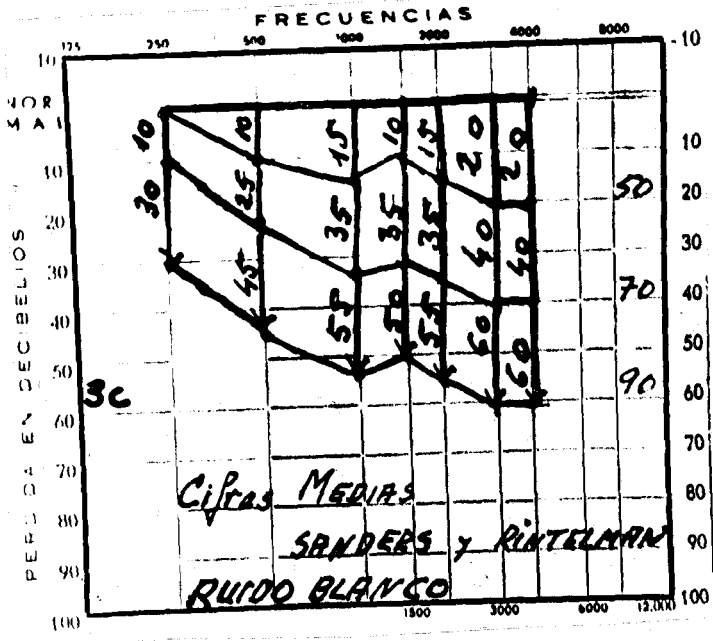 FRECUENCIAS
125 250 500 1000 2000 4000 8000
10 -10
NOR
MAL
10 10 15 10 15 20 20
10 10
30 25 35 35 35 40 40
20 50 20
30 30
45 55 50 55 60 60
40 70 40
50 50
3c 90
60 60
70 70
Cifras MEDIAS
80 80
SANDERS y RINTELMAN
90 90
RUIDO BLANCO
100 100
1500 3000 6000 12.000
PERDIDA EN DECIBELIOS